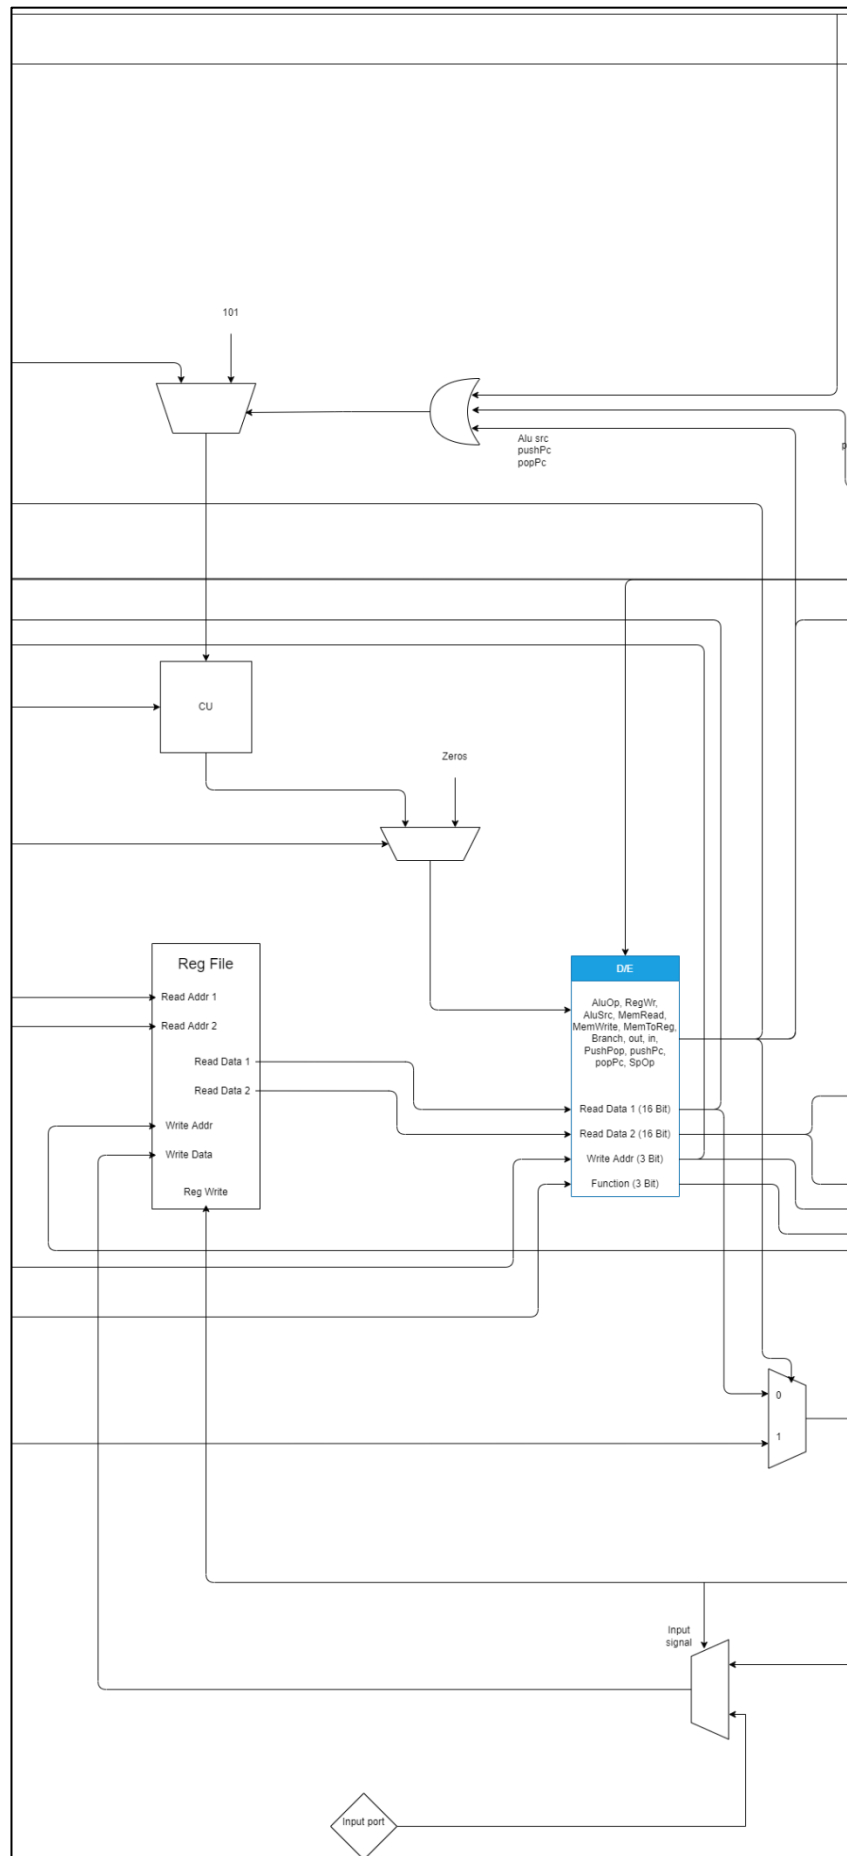 101
Alu src
pushPc
popPc
p
CU
Zeros
Reg File
Read Addr 1
Read Addr 2
Read Data 1
Read Data 2
Write Addr
Write Data
Reg Write
D/E
AluOp, RegWr,
AluSrc, MemRead,
MemWrite, MemToReg,
Branch, out, in,
PushPop, pushPc,
popPc, SpOp
Read Data 1 (16 Bit)
Read Data 2 (16 Bit)
Write Addr (3 Bit)
Function (3 Bit)
0
1
Input
signal
Input port